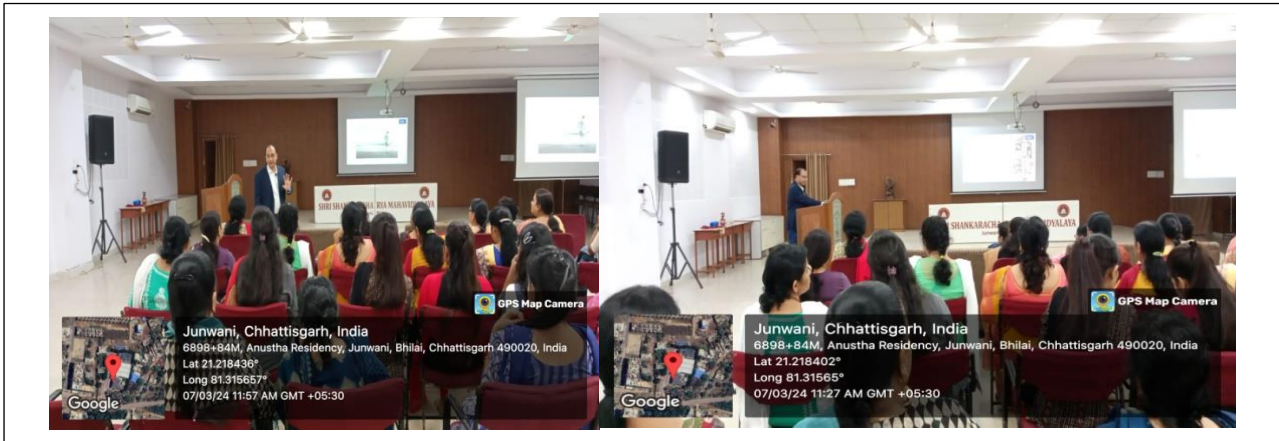 SHRI SHANKARACHARYA MAHAVIDYALAYA
GPS Map Camera
Junwani, Chhattisgarh, India
6898+84M, Anustha Residency, Junwani, Bhilai, Chhattisgarh 490020, India
Lat 21.218436°
Long 81.315657°
07/03/24 11:57 AM GMT +05:30
Google
SHANKARACHA
DYALAYA
GPS Map Camera
Junwani, Chhattisgarh, India
6898+84M, Anustha Residency, Junwani, Bhilai, Chhattisgarh 490020, India
Lat 21.218402°
Long 81.31565°
07/03/24 11:27 AM GMT +05:30
Google